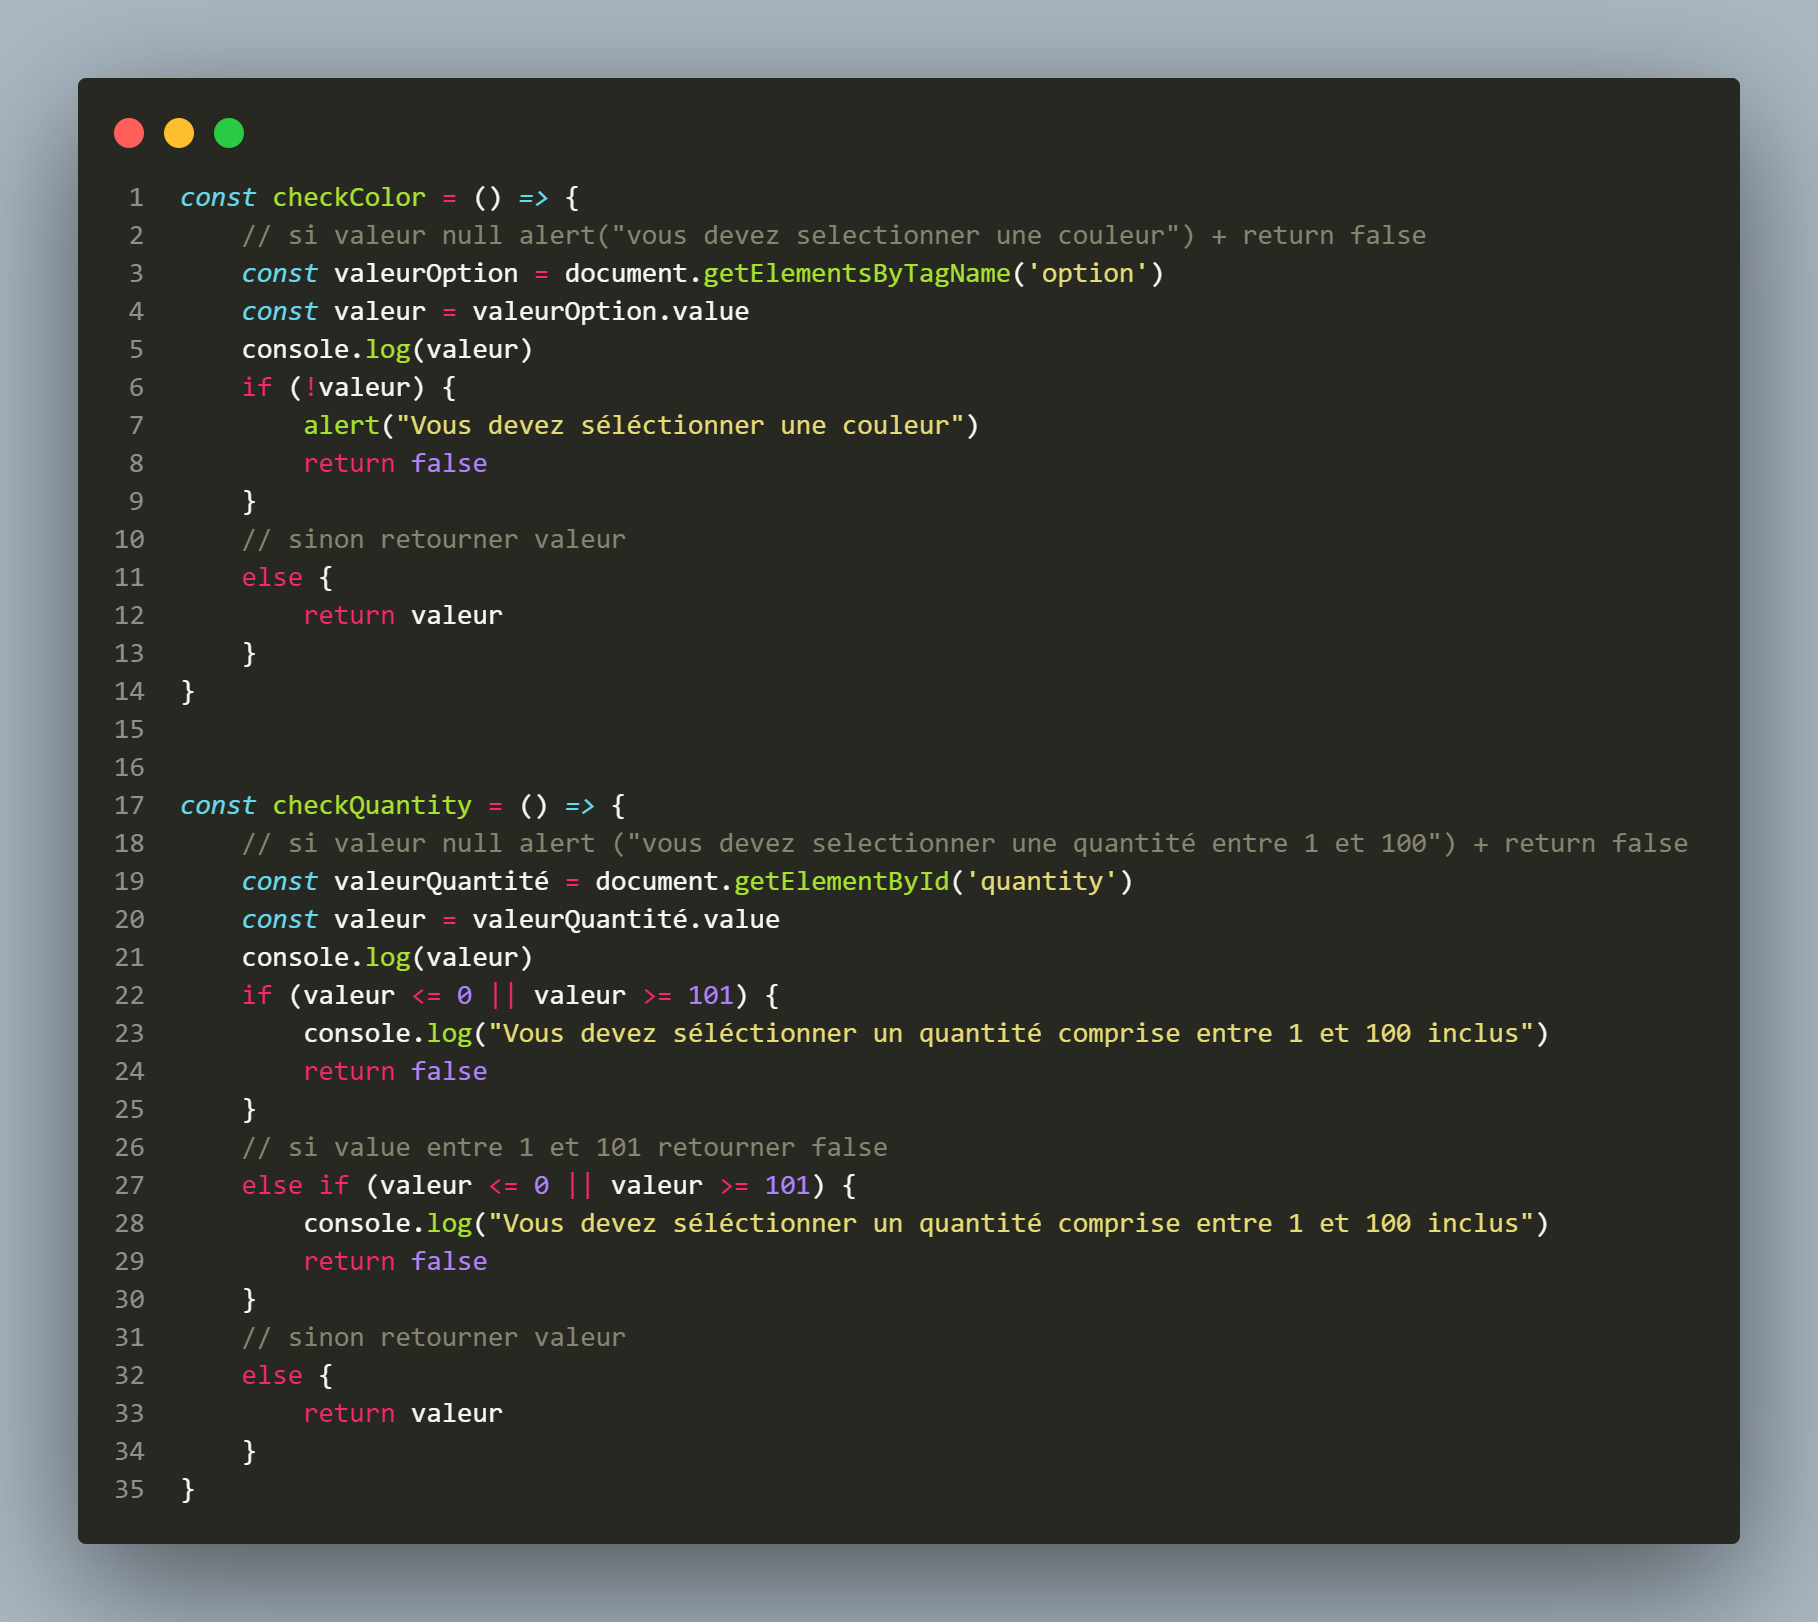 1 const checkColor = () => {
2 // si valeur null alert("vous devez selectionner une couleur") + return false
3 const valeurOption = document.getElementsByTagName('option')
4 const valeur = valeurOption.value
5 console.log(valeur)
6 if (!valeur) {
7 alert("Vous devez séléctionner une couleur")
8 return false
9 }
10 // sinon retourner valeur
11 else {
12 return valeur
13 }
14 }
15
16
17 const checkQuantity = () => {
18 // si valeur null alert ("vous devez selectionner une quantité entre 1 et 100") + return false
19 const valeurQuantité = document.getElementById('quantity')
20 const valeur = valeurQuantité.value
21 console.log(valeur)
22 if (valeur <= 0 || valeur >= 101) {
23 console.log("Vous devez séléctionner un quantité comprise entre 1 et 100 inclus")
24 return false
25 }
26 // si value entre 1 et 101 retourner false
27 else if (valeur <= 0 || valeur >= 101) {
28 console.log("Vous devez séléctionner un quantité comprise entre 1 et 100 inclus")
29 return false
30 }
31 // sinon retourner valeur
32 else {
33 return valeur
34 }
35 }